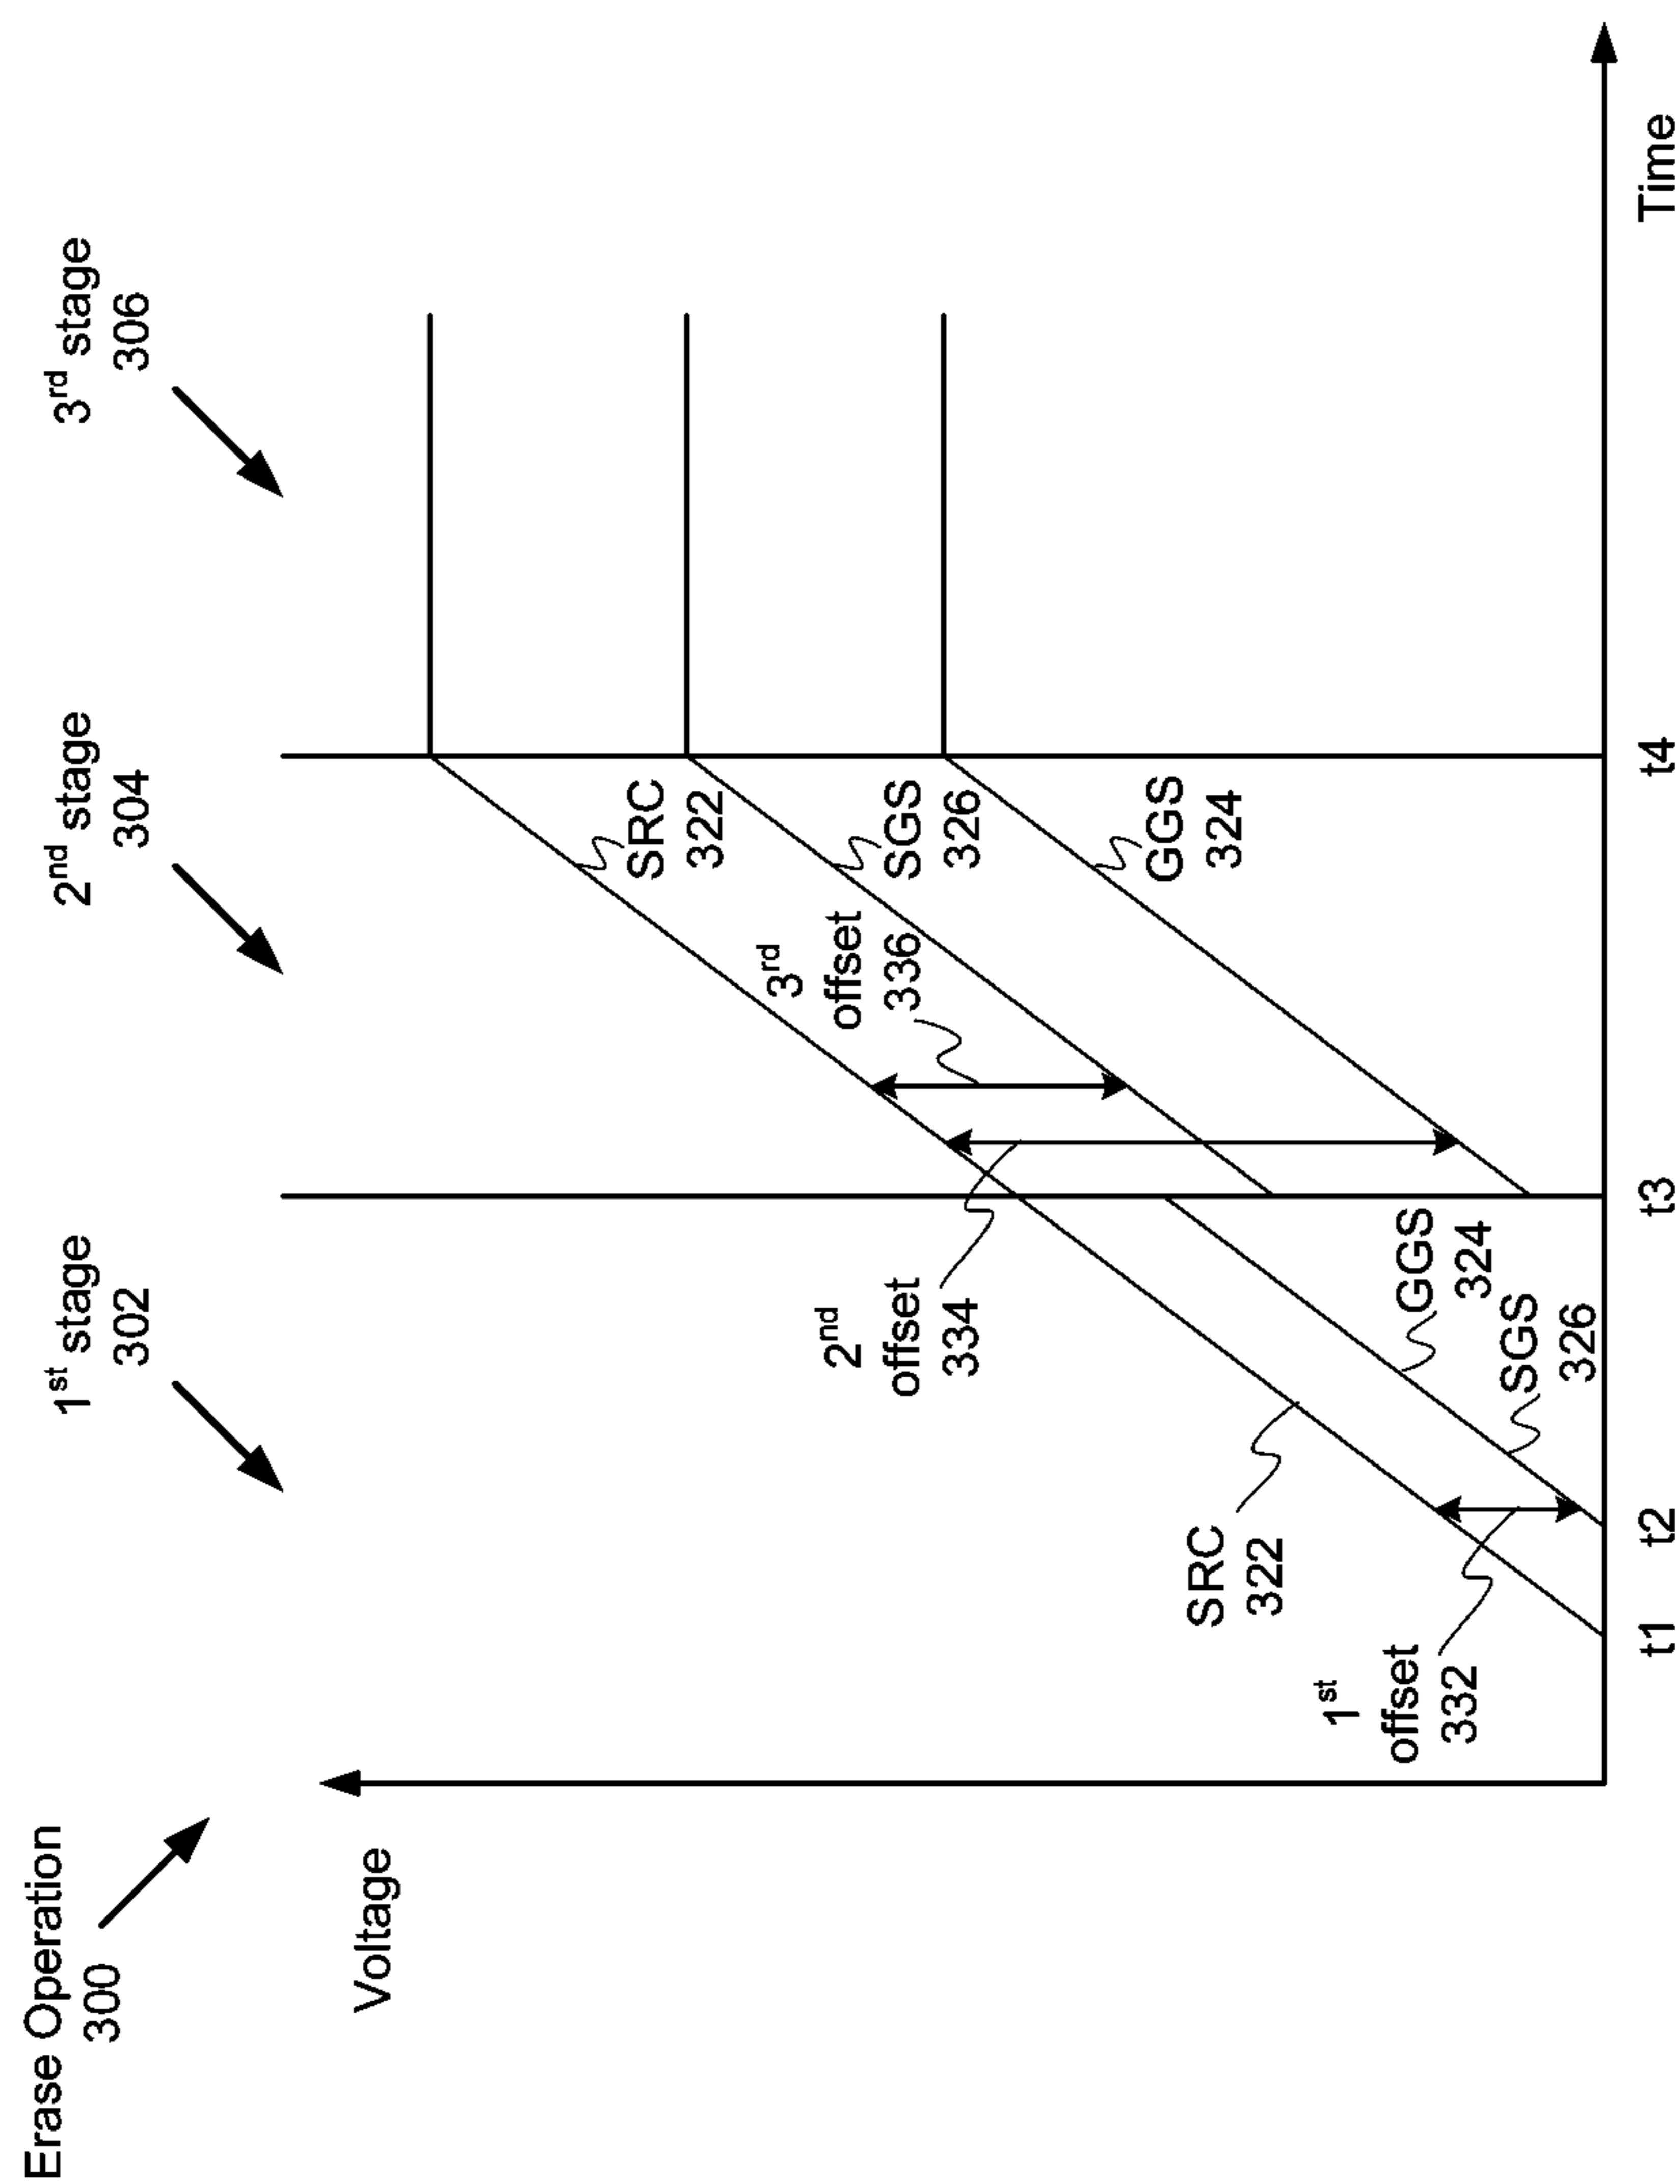 Erase Operation
300
1st stage
302
2nd stage
304
3rd stage
306
Voltage
SRC
322
SGS
326
GGS
324
3rd
offset
336
2nd
offset
334
SRC
322
GGS
324
SGS
326
1st
offset
332
t1
t2
t3
t4
Time